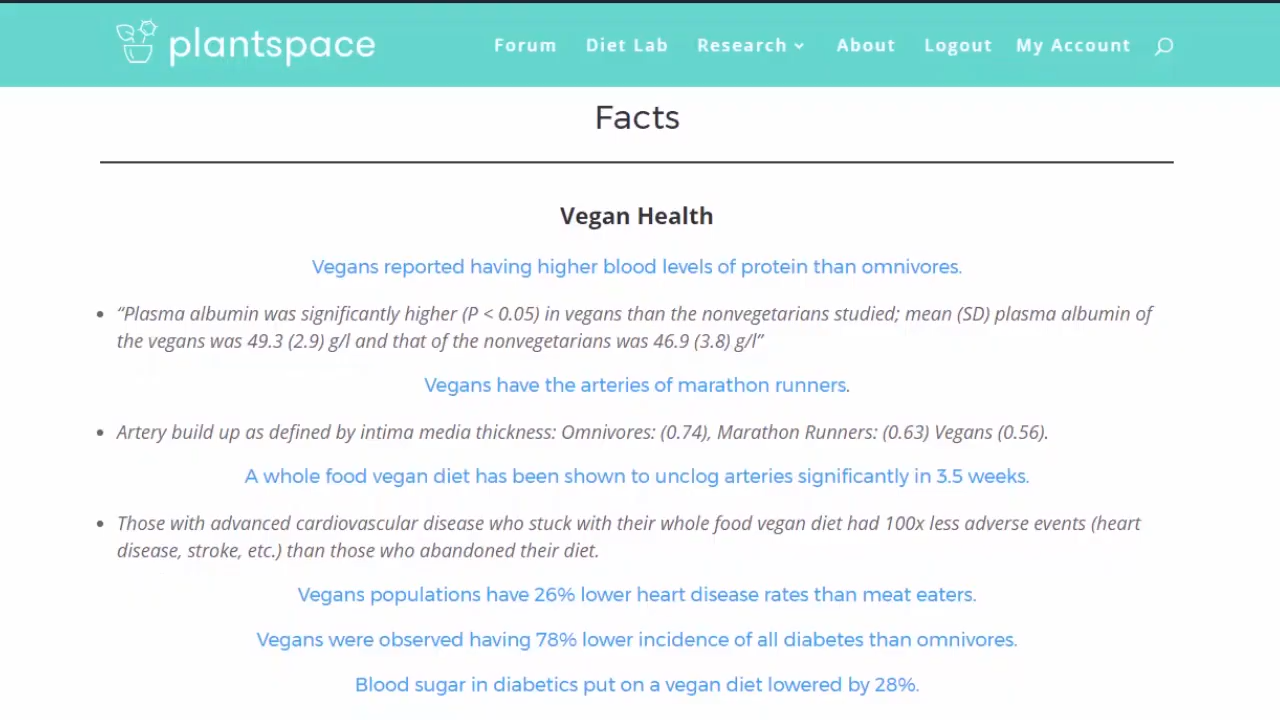 plantspace
Forum Diet Lab Research About Logout My Account
Facts
Vegan Health
Vegans reported having higher blood levels of protein than omnivores.
“Plasma albumin was significantly higher (P < 0.05) in vegans than the nonvegetarians studied; mean (SD) plasma albumin of
the vegans was 49.3 (2.9) g/l and that of the nonvegetarians was 46.9 (3.8) g/l”
Vegans have the arteries of marathon runners.
Artery build up as defined by intima media thickness: Omnivores: (0.74), Marathon Runners: (0.63) Vegans (0.56).
A whole food vegan diet has been shown to unclog arteries significantly in 3.5 weeks.
Those with advanced cardiovascular disease who stuck with their whole food vegan diet had 100x less adverse events (heart
disease, stroke, etc.) than those who abandoned their diet.
Vegans populations have 26% lower heart disease rates than meat eaters.
Vegans were observed having 78% lower incidence of all diabetes than omnivores.
Blood sugar in diabetics put on a vegan diet lowered by 28%.